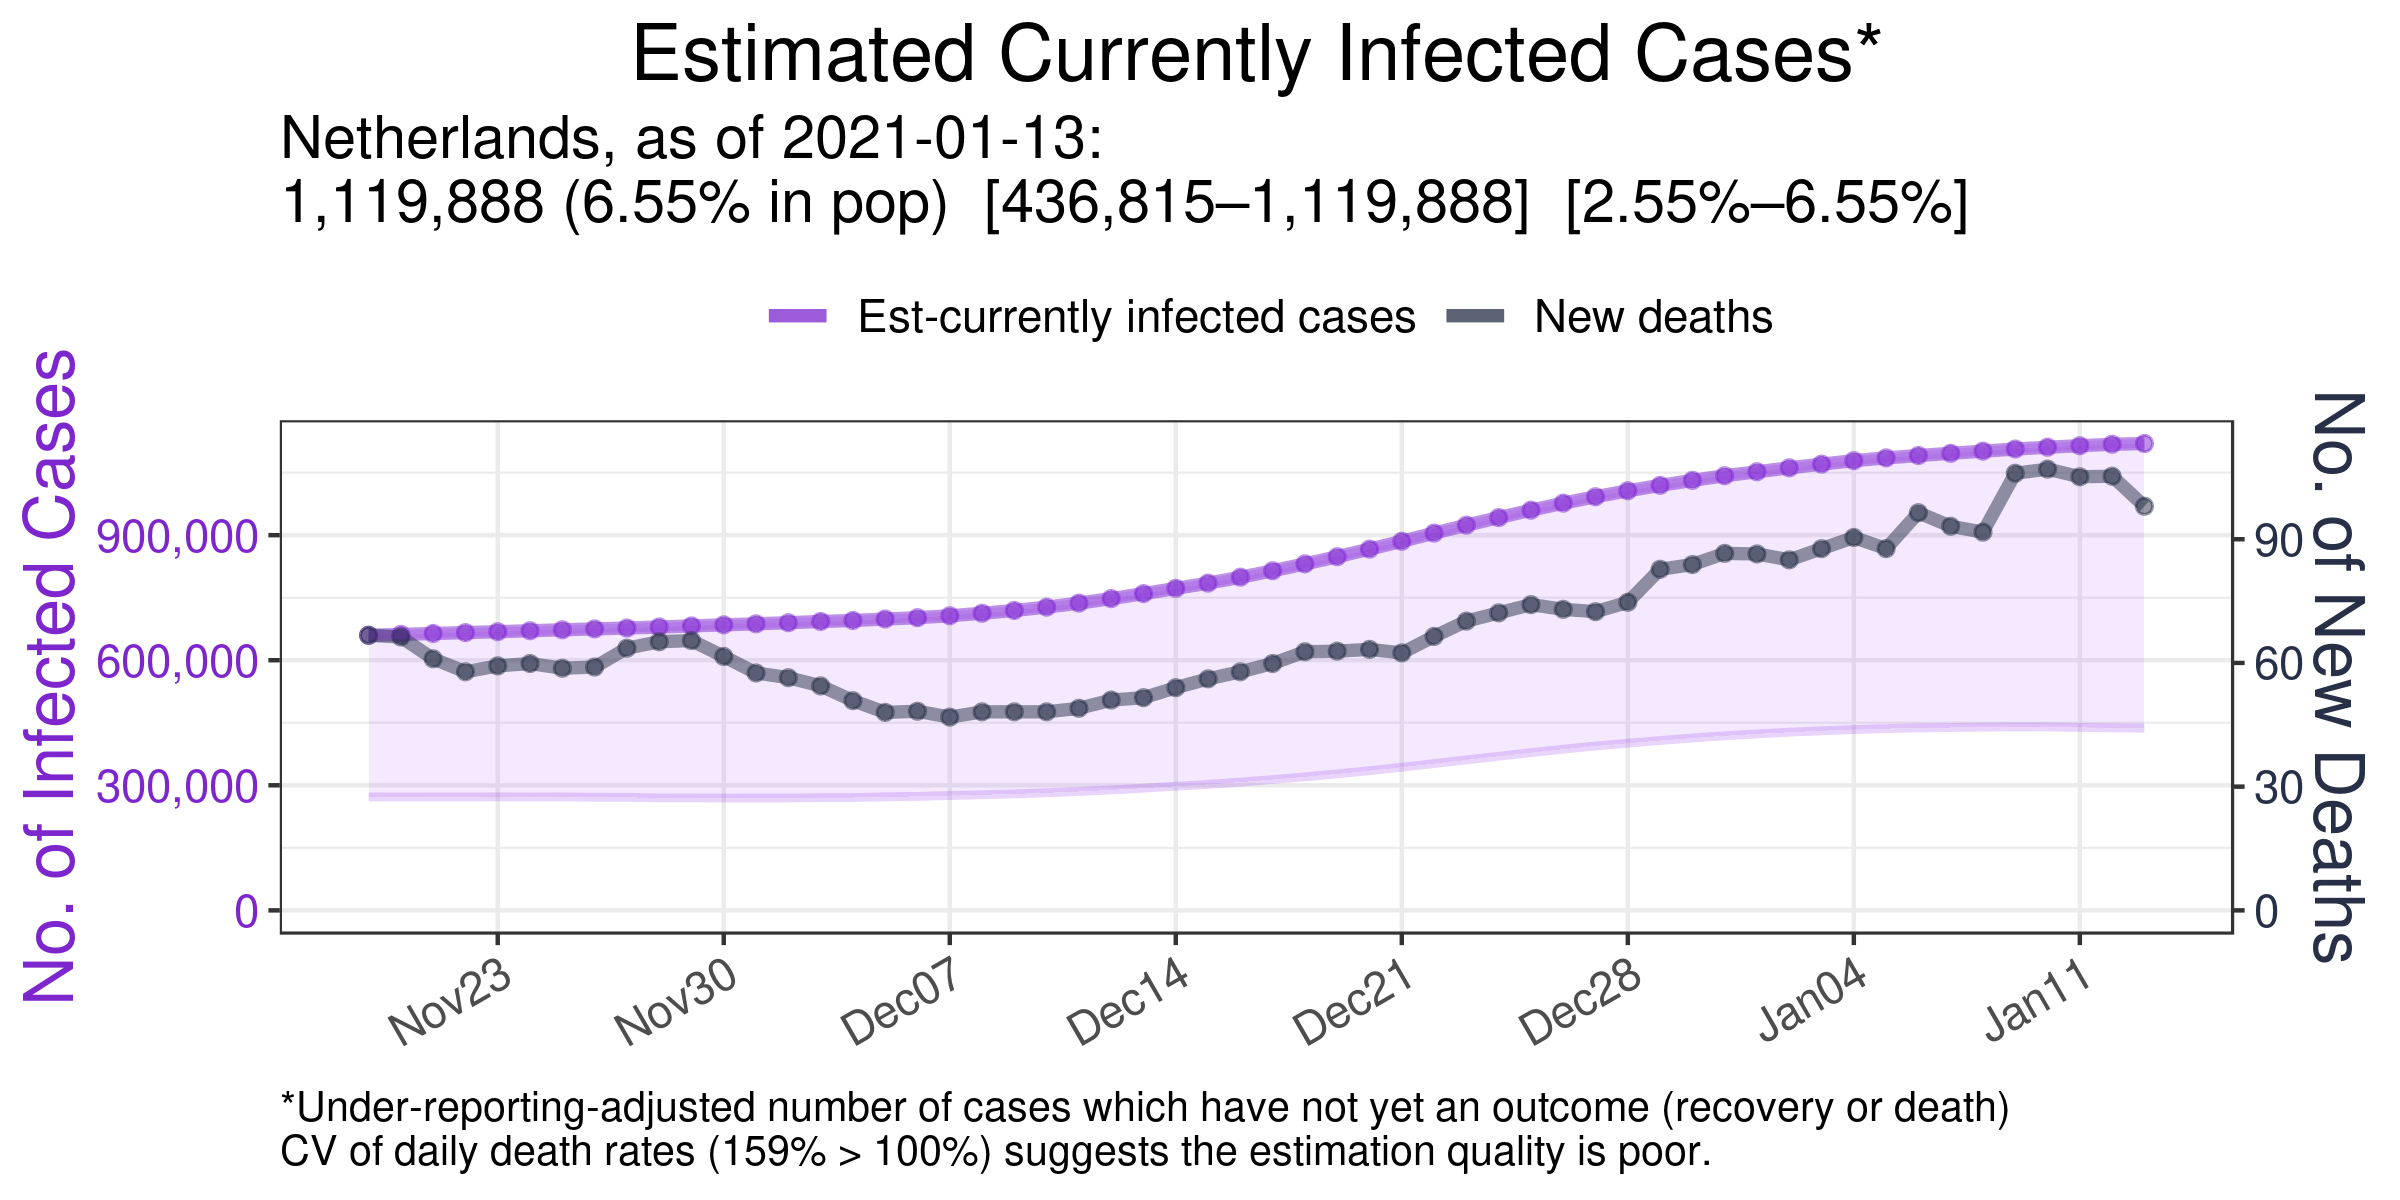 Estimated Currently Infected Cases*
Netherlands, as of 2021-01-13:
1,119,888 (6.55% in pop)  [436,815–1,119,888]  [2.55%–6.55%]
Est-currently infected cases
New deaths
No. of Infected Cases
900,000
600,000
300,000
0
No. of New Deaths
90
60
30
0
Nov23
Nov30
Dec07
Dec14
Dec21
Dec28
Jan04
Jan11
*Under-reporting-adjusted number of cases which have not yet an outcome (recovery or death)
CV of daily death rates (159% > 100%) suggests the estimation quality is poor.